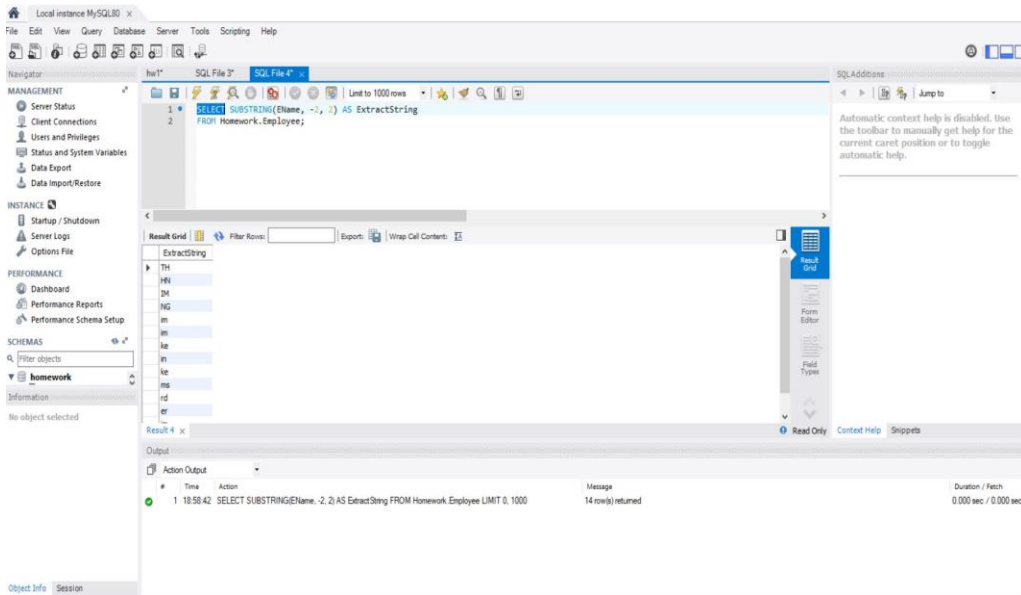 Local instance MySQL80 ×
File Edit View Query Database Server Tools Scripting Help
Navigator
MANAGEMENT
Server Status
Client Connections
Users and Privileges
Status and System Variables
Data Export
Data Import/Restore
INSTANCE
Startup / Shutdown
Server Logs
Options File
PERFORMANCE
Dashboard
Performance Reports
Performance Schema Setup
SCHEMAS
Filter objects
homework
Information
No object selected
Object Info Session
hw1* SQL File 3* SQL File 4* ×
Limit to 1000 rows
1 SELECT SUBSTRING(EName, -2, 2) AS ExtractString
2 FROM Homework.Employee;
Result Grid Filter Rows: Export: Wrap Cell Content:
ExtractString
TH
HN
IM
NG
im
im
ke
in
ke
ms
rd
er
Result Grid
Form Editor
Field Types
Result 4 ×
Read Only
SQLAdditions
Jump to
Automatic context help is disabled. Use
the toolbar to manually get help for the
current caret position or to toggle
automatic help.
Context Help Snippets
Output
Action Output
# Time Action Message Duration / Fetch
1 18:58:42 SELECT SUBSTRING(EName, -2, 2) AS ExtractString FROM Homework.Employee LIMIT 0, 1000 14 row(s) returned 0.000 sec / 0.000 sec